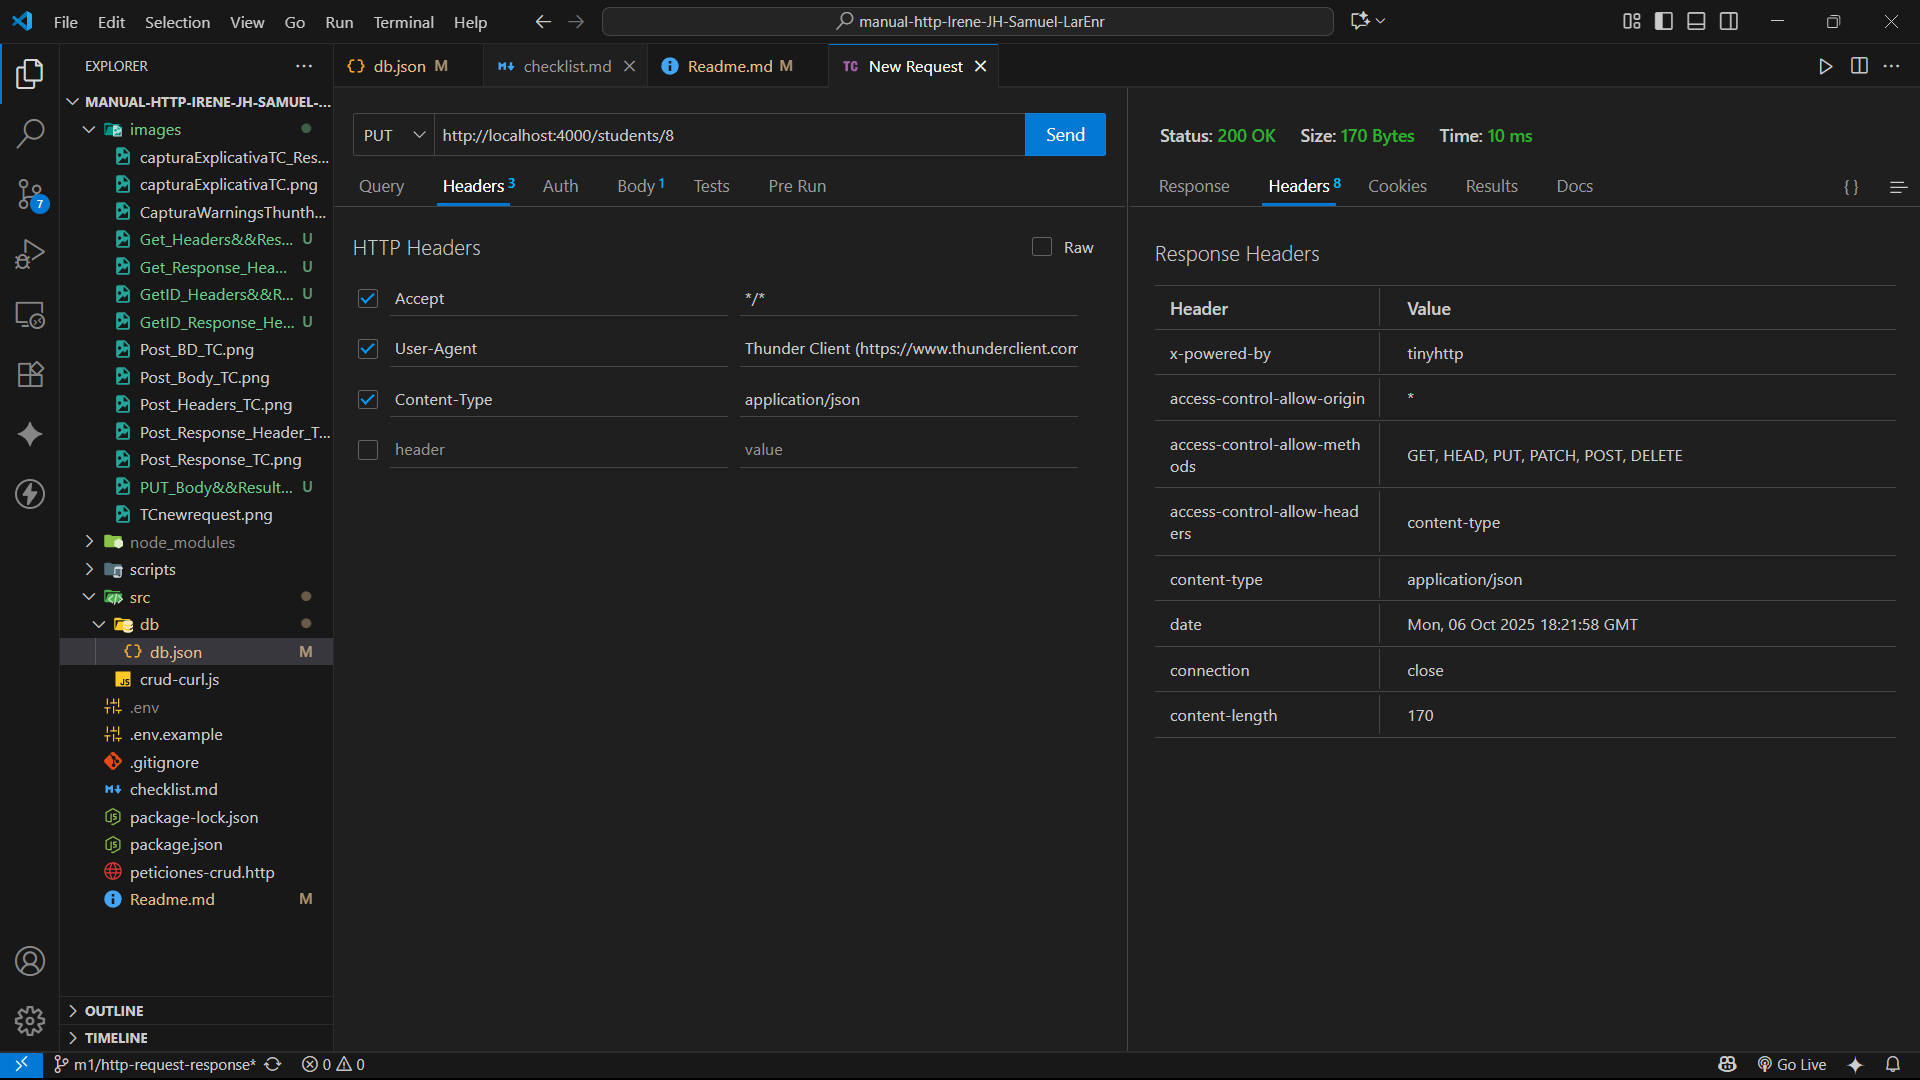 File Edit Selection View Go Run Terminal Help
manual-http-Irene-JH-Samuel-LarEnr
EXPLORER
MANUAL-HTTP-IRENE-JH-SAMUEL-...
images
capturaExplicativaTC_Res...
capturaExplicativaTC.png
CapturaWarningsThunth...
Get_Headers&&Res... U
Get_Response_Hea... U
GetID_Headers&&R... U
GetID_Response_He... U
Post_BD_TC.png
Post_Body_TC.png
Post_Headers_TC.png
Post_Response_Header_T...
Post_Response_TC.png
PUT_Body&&Result... U
TCnewrequest.png
node_modules
scripts
src
db
db.json M
crud-curl.js
.env
.env.example
.gitignore
checklist.md
package-lock.json
package.json
peticiones-crud.http
Readme.md M
OUTLINE
TIMELINE
7
db.json M
checklist.md
Readme.md M
TC New Request
PUT http://localhost:4000/students/8 Send
Query Headers 3 Auth Body 1 Tests Pre Run
HTTP Headers Raw
Accept */*
User-Agent Thunder Client (https://www.thunderclient.com
Content-Type application/json
header value
Status: 200 OK Size: 170 Bytes Time: 10 ms
Response Headers 8 Cookies Results Docs { }
Response Headers
Header Value
x-powered-by tinyhttp
access-control-allow-origin *
access-control-allow-meth
ods GET, HEAD, PUT, PATCH, POST, DELETE
access-control-allow-head
ers content-type
content-type application/json
date Mon, 06 Oct 2025 18:21:58 GMT
connection close
content-length 170
m1/http-request-response* 0 0 Go Live